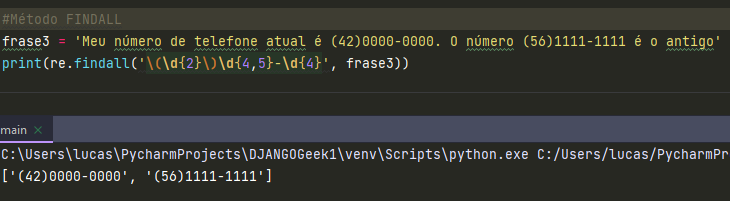 #Método FINDALL
frase3 = 'Meu número de telefone atual é (42)0000-0000. O número (56)1111-1111 é o antigo'
print(re.findall('\(\d{2}\)\d{4,5}-\d{4}', frase3))
main ×
C:\Users\lucas\PycharmProjects\DJANGOGeek1\venv\Scripts\python.exe C:/Users/lucas/PycharmPr
['(42)0000-0000', '(56)1111-1111']